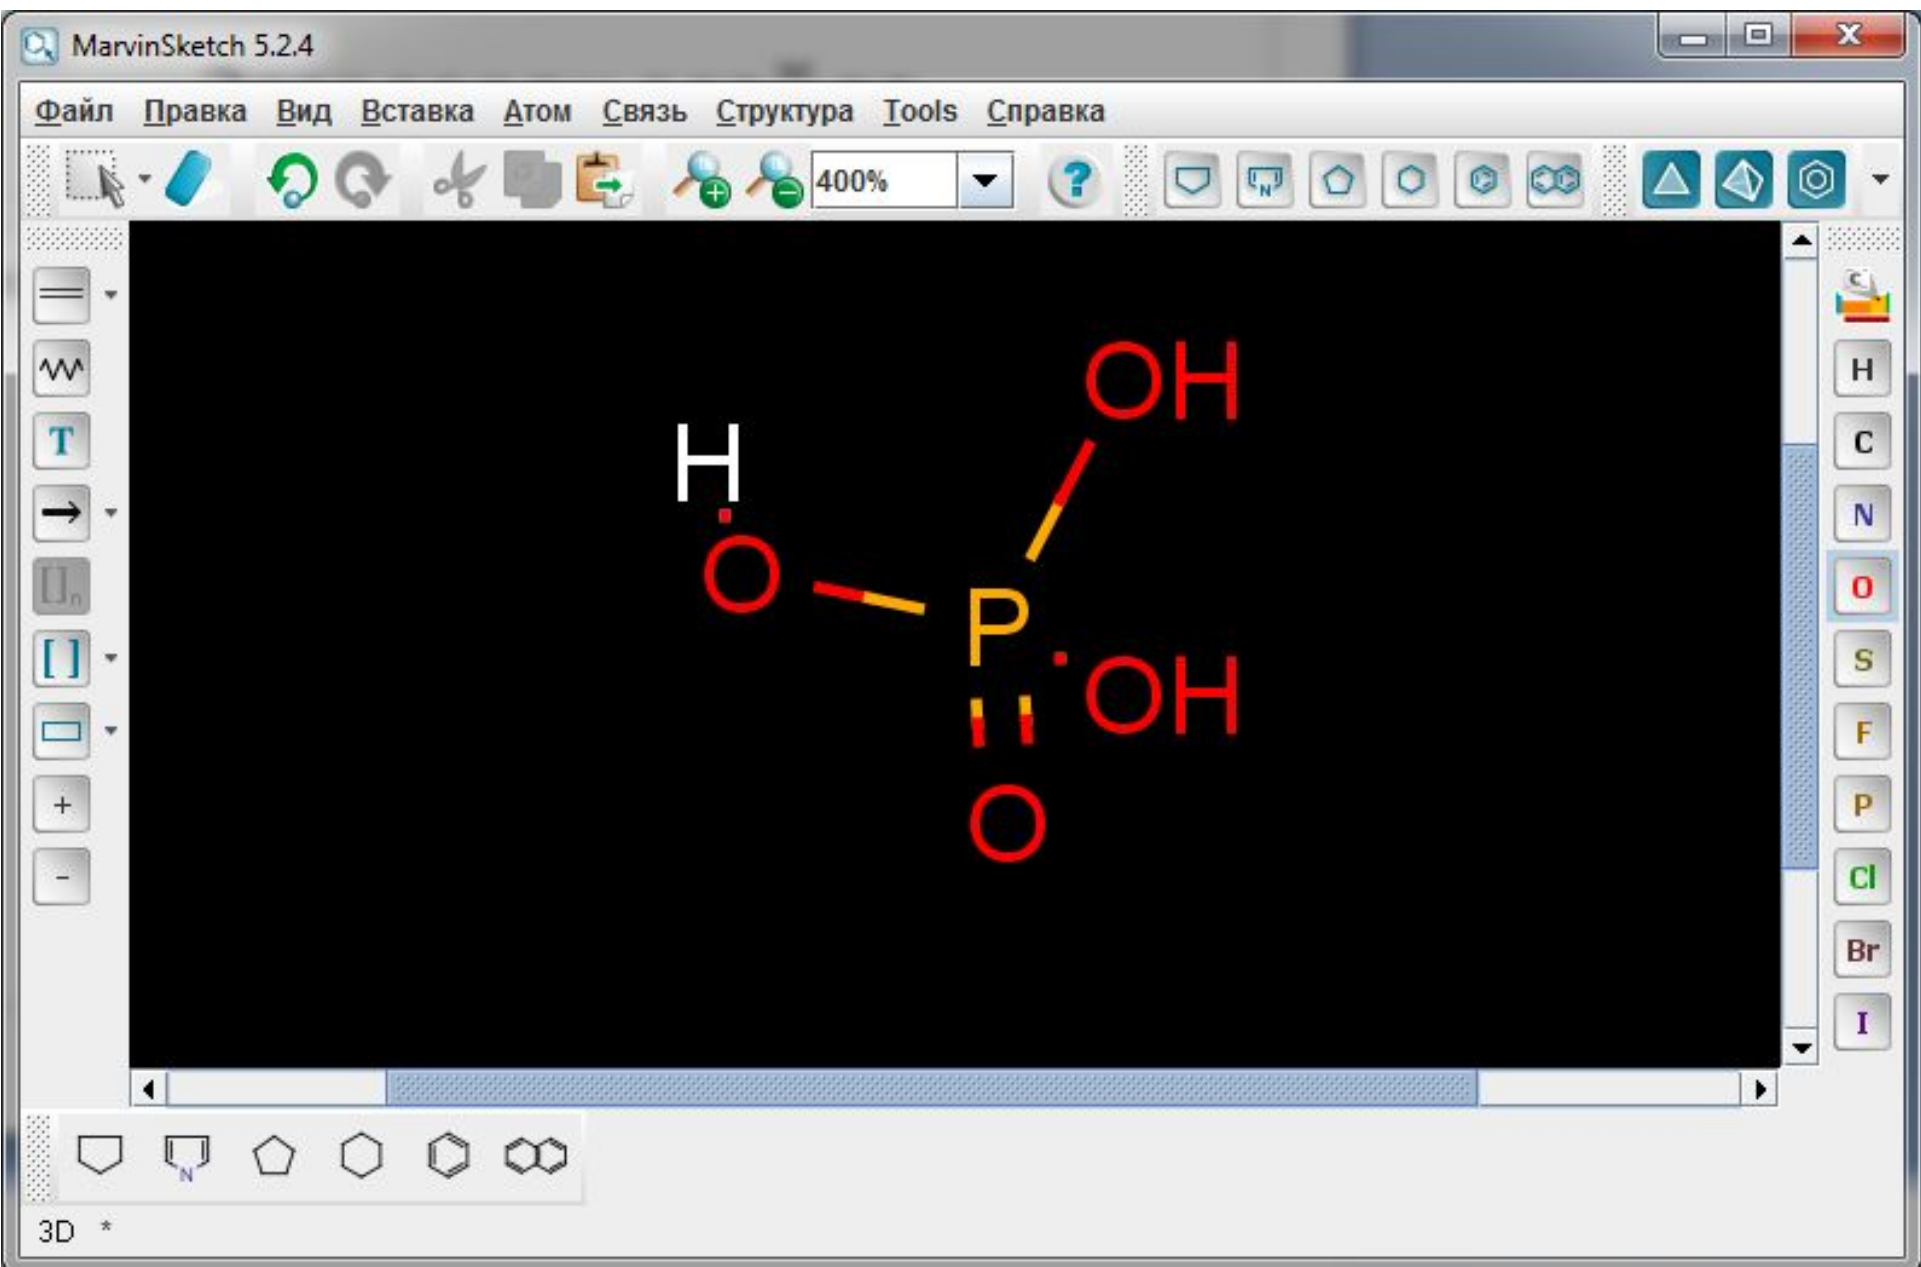 MarvinSketch 5.2.4
Файл Правка Вид Вставка Атом Связь Структура Tools Справка
400% ? N
H
C
N
O
S
F
P
Cl
Br
I
T
[ ]n
[ ]
+
-
OH
H
O
P
OH
O
N
3D *